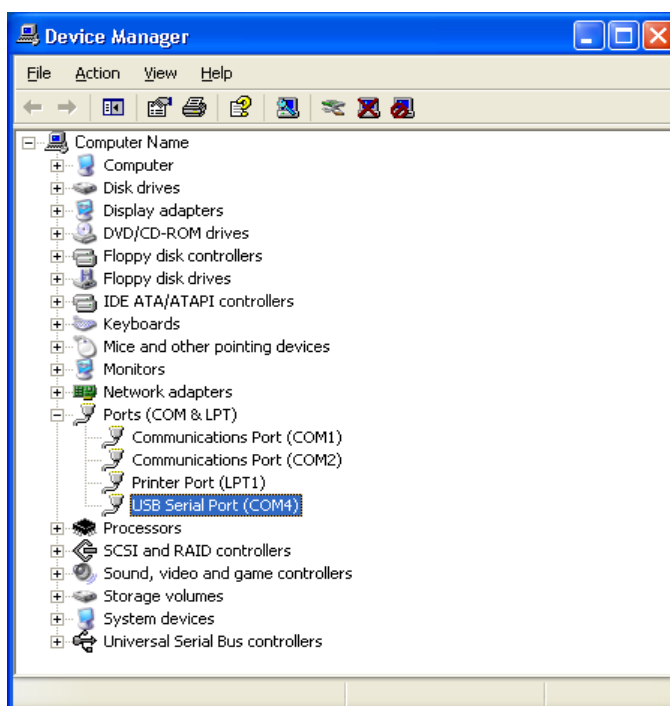 Device Manager
File Action View Help
Computer Name
Computer
Disk drives
Display adapters
DVD/CD-ROM drives
Floppy disk controllers
Floppy disk drives
IDE ATA/ATAPI controllers
Keyboards
Mice and other pointing devices
Monitors
Network adapters
Ports (COM & LPT)
Communications Port (COM1)
Communications Port (COM2)
Printer Port (LPT1)
USB Serial Port (COM4)
Processors
SCSI and RAID controllers
Sound, video and game controllers
Storage volumes
System devices
Universal Serial Bus controllers